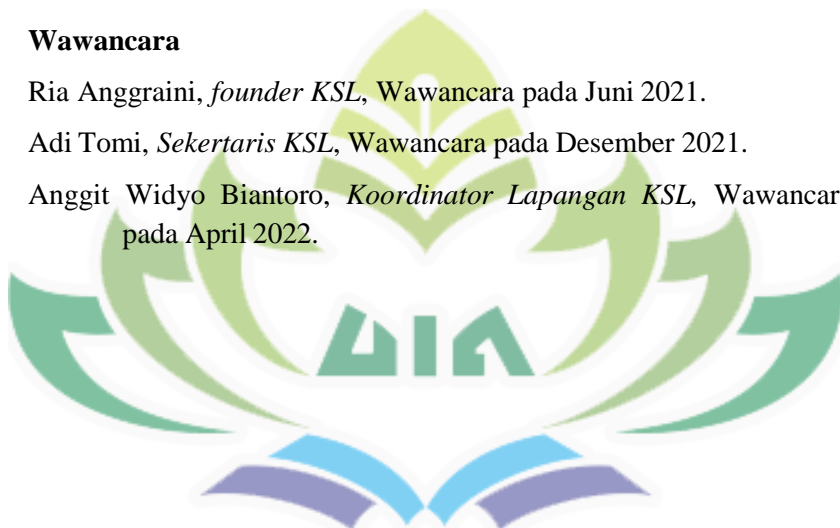 Wawancara
Ria Anggraini, founder KSL, Wawancara pada Juni 2021.
Adi Tomi, Sekertaris KSL, Wawancara pada Desember 2021.
Anggit Widyo Biantoro, Koordinator Lapangan KSL, Wawancar
pada April 2022.
UIN